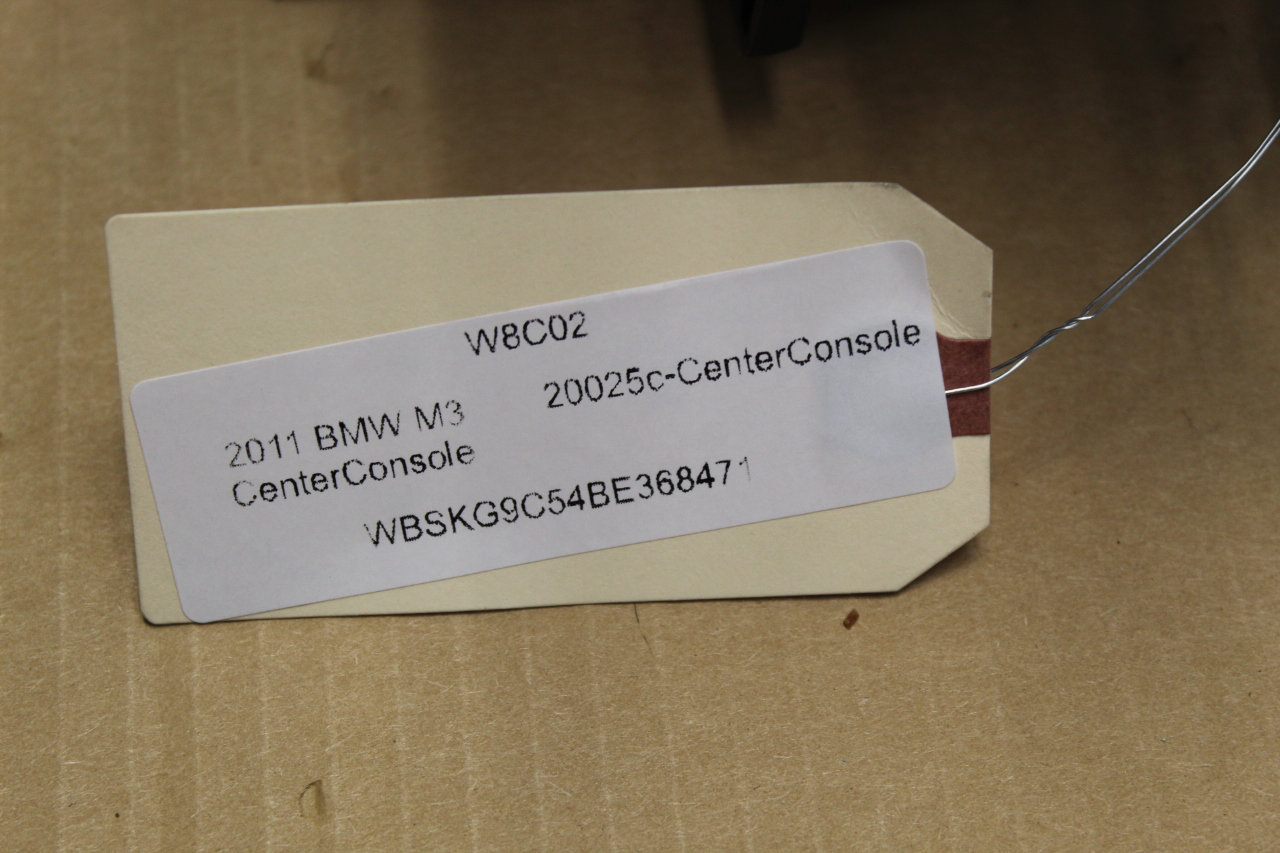 W8C02
20025c-CenterConsole
2011 BMW M3
CenterConsole
WBSKG9C54BE368471